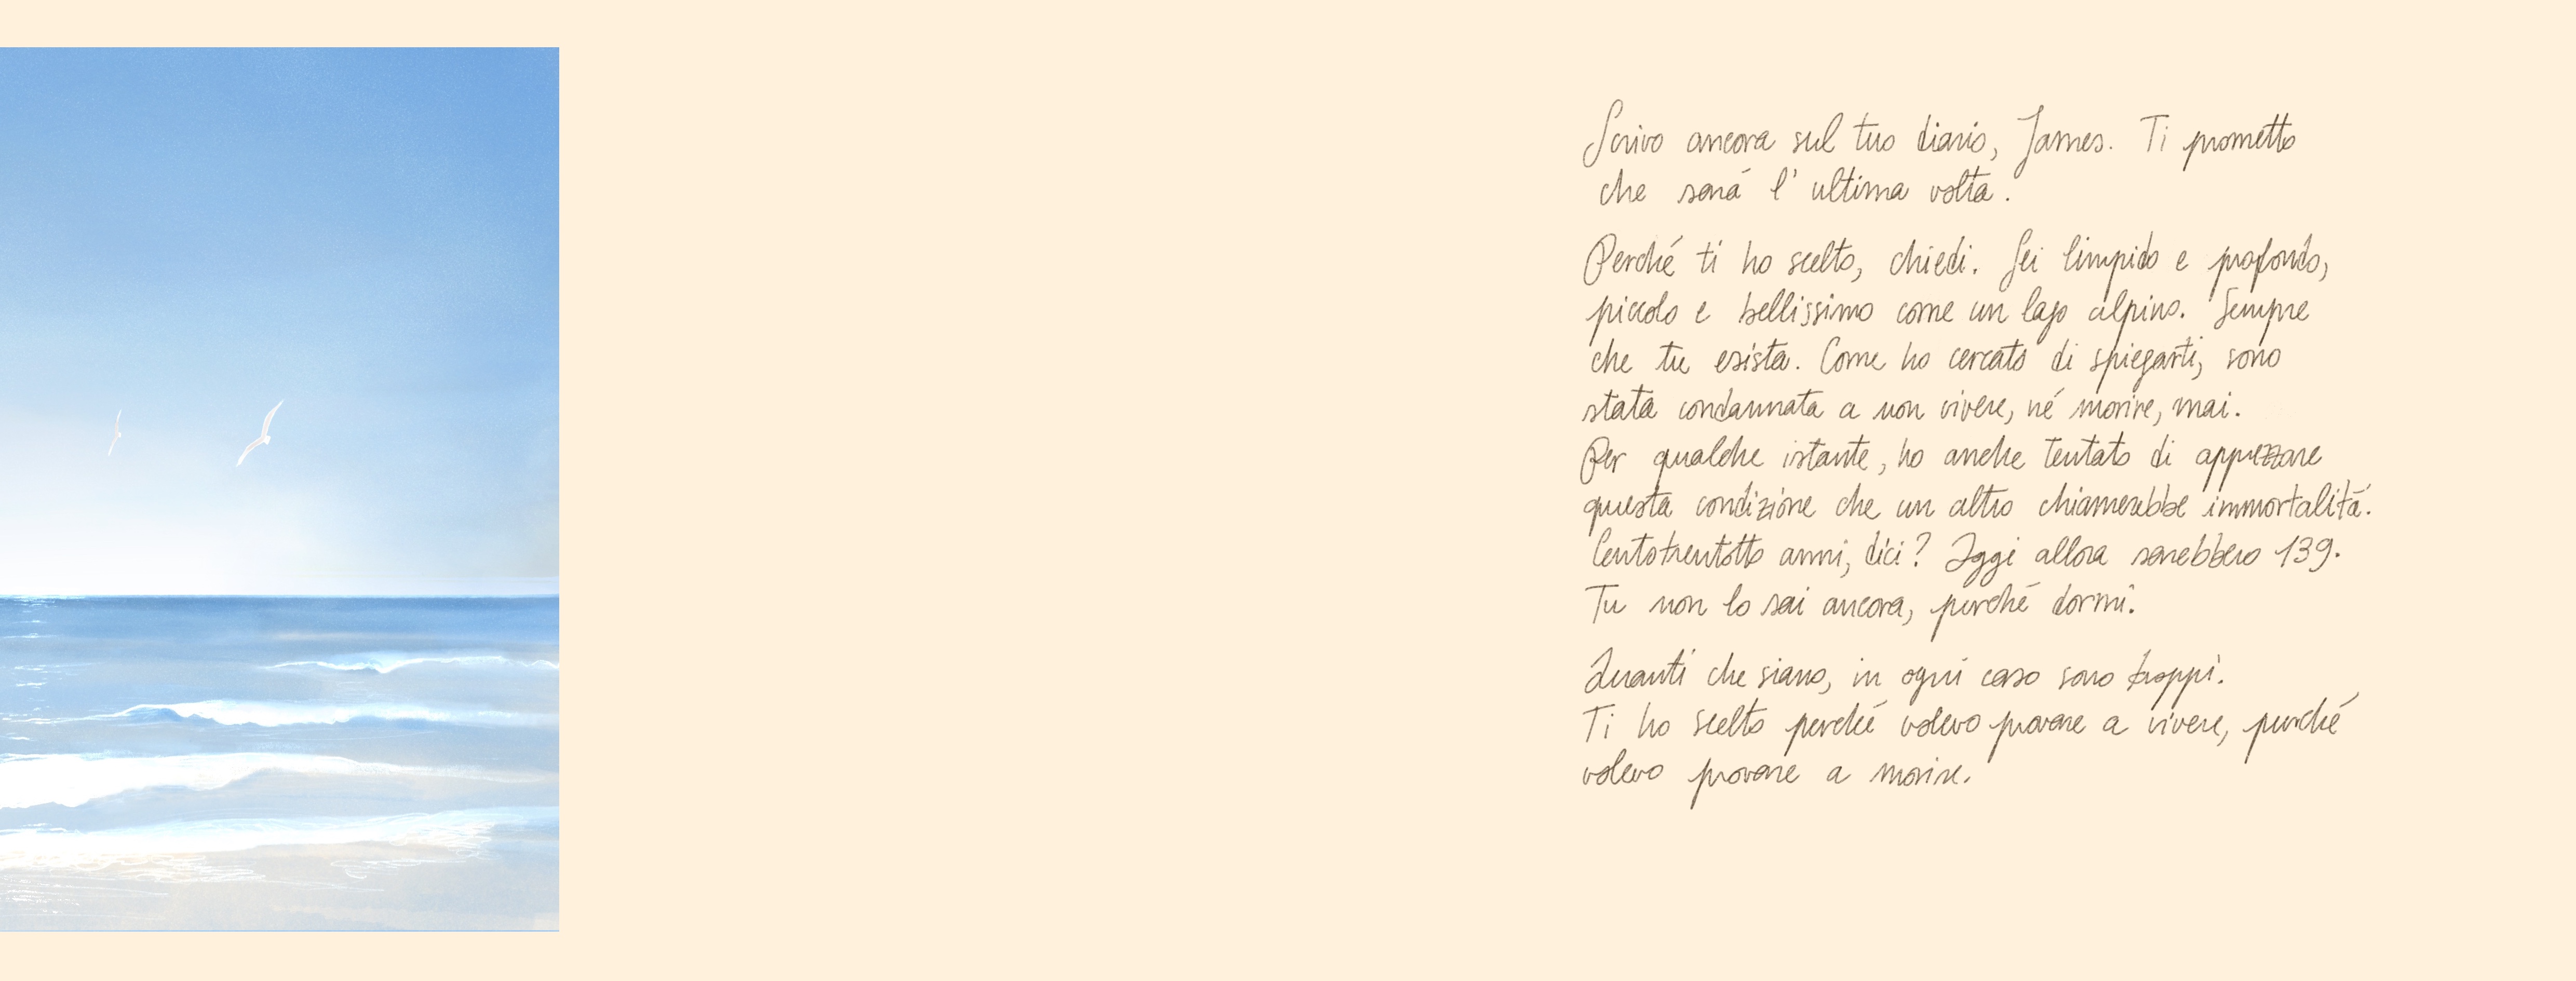 Scrivo ancora sul tuo diario, James. Ti prometto
che sará l'ultima volta.
Perché ti ho scelto, chiedi. Sei limpido e profondo,
piccolo e bellissimo come un lago alpino. Sempre
che tu esista. Come ho cercato di spiegarti, sono
stata condannata a non vivere, né morire, mai.
Per qualche istante, ho anche tentato di apprezzare
questa condizione che un altro chiamerebbe immortalitá.
Centotrentotto anni, dici? Oggi allora sarebbero 139.
Tu non lo sai ancora, perché dormi.
Quanti che siano, in ogni caso sono troppi.
Ti ho scelto perché volevo provare a vivere, perché
volevo provare a morire.